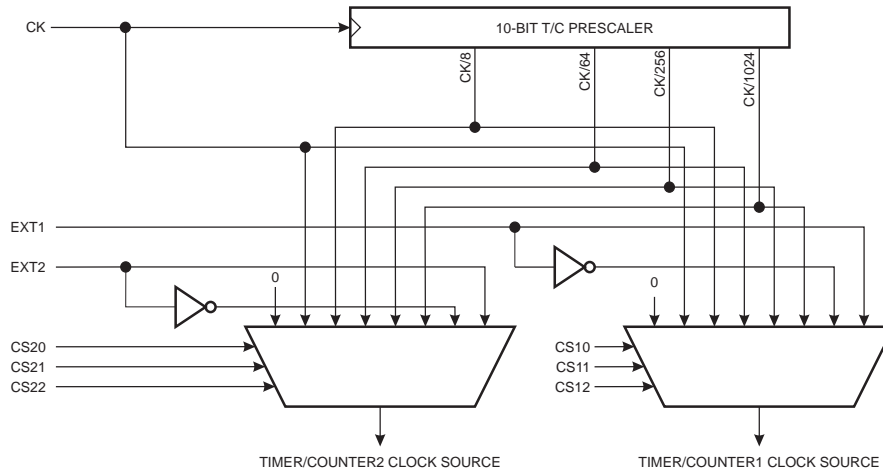 CK
10-BIT T/C PRESCALER
CK/8
CK/64
CK/256
CK/1024
EXT1
EXT2
0
0
CS20
CS21
CS22
CS10
CS11
CS12
TIMER/COUNTER2 CLOCK SOURCE
TIMER/COUNTER1 CLOCK SOURCE